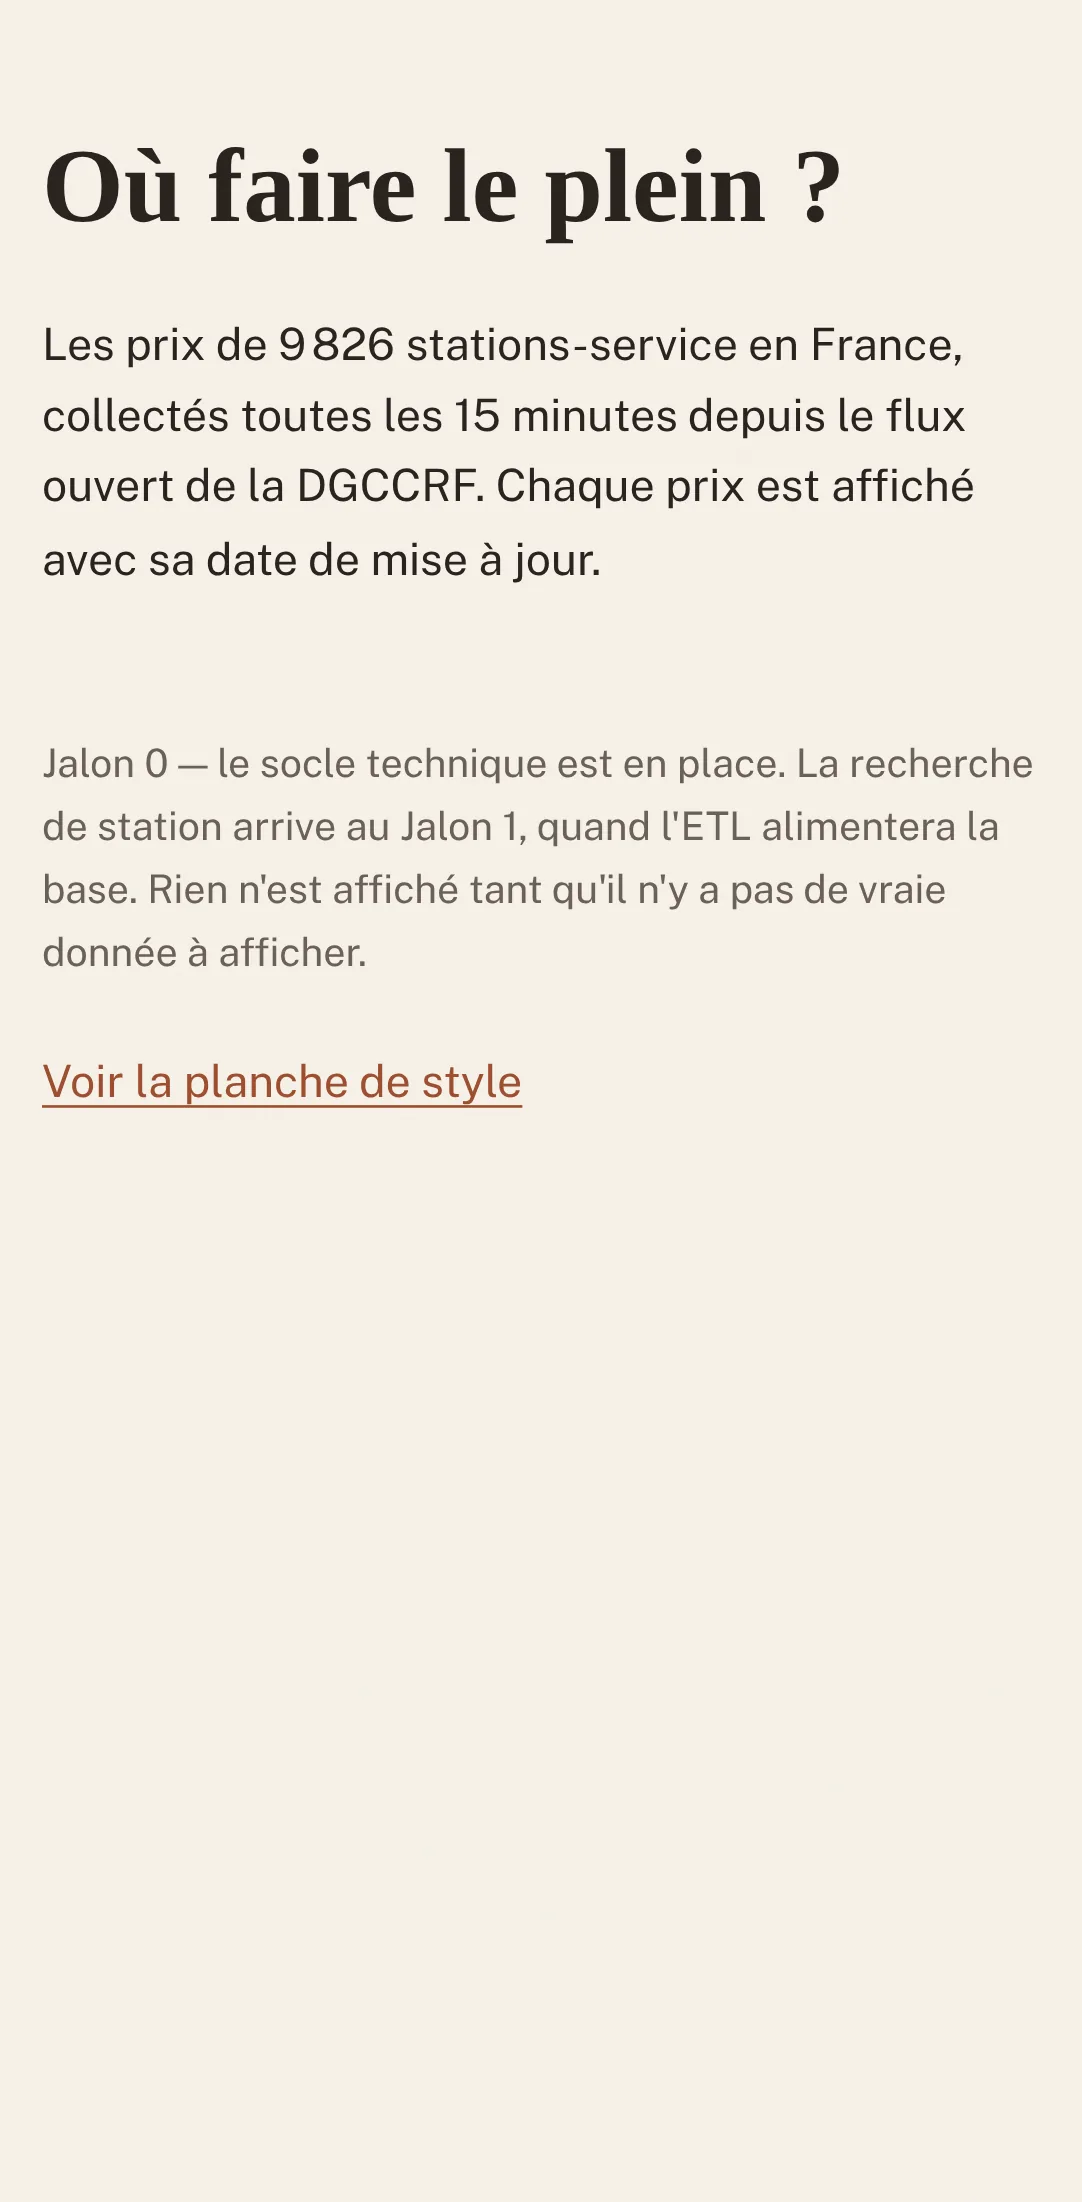 Où faire le plein ?
Les prix de 9 826 stations-service en France,
collectés toutes les 15 minutes depuis le flux
ouvert de la DGCCRF. Chaque prix est affiché
avec sa date de mise à jour.
Jalon 0 — le socle technique est en place. La recherche
de station arrive au Jalon 1, quand l'ETL alimentera la
base. Rien n'est affiché tant qu'il n'y a pas de vraie
donnée à afficher.
Voir la planche de style